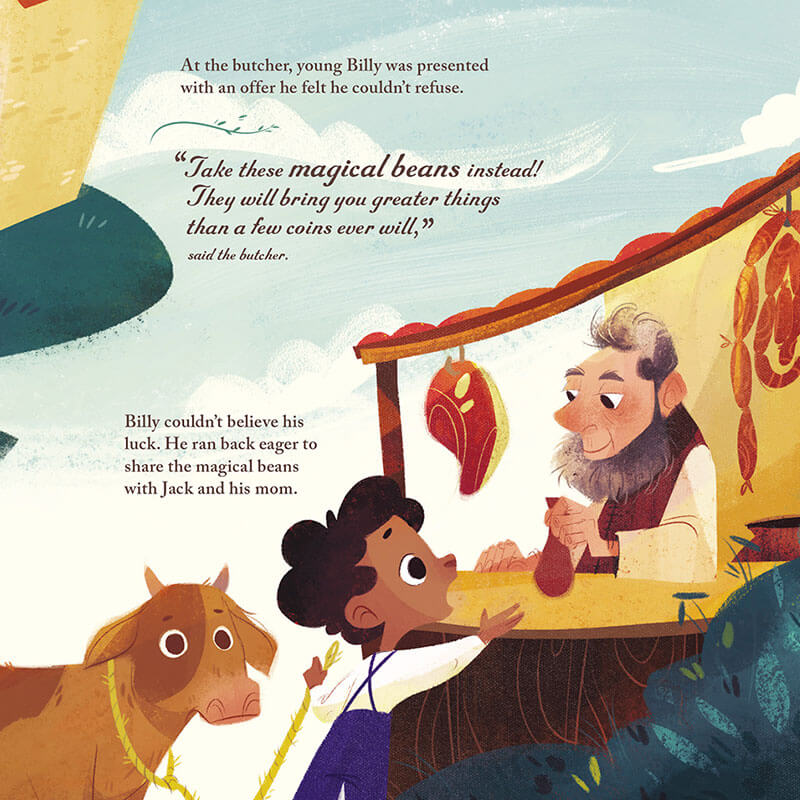 At the butcher, young Billy was presented
with an offer he felt he couldn’t refuse.
“Take these magical beans instead!
They will bring you greater things
than a few coins ever will,”
said the butcher.
Billy couldn’t believe his
luck. He ran back eager to
share the magical beans
with Jack and his mom.